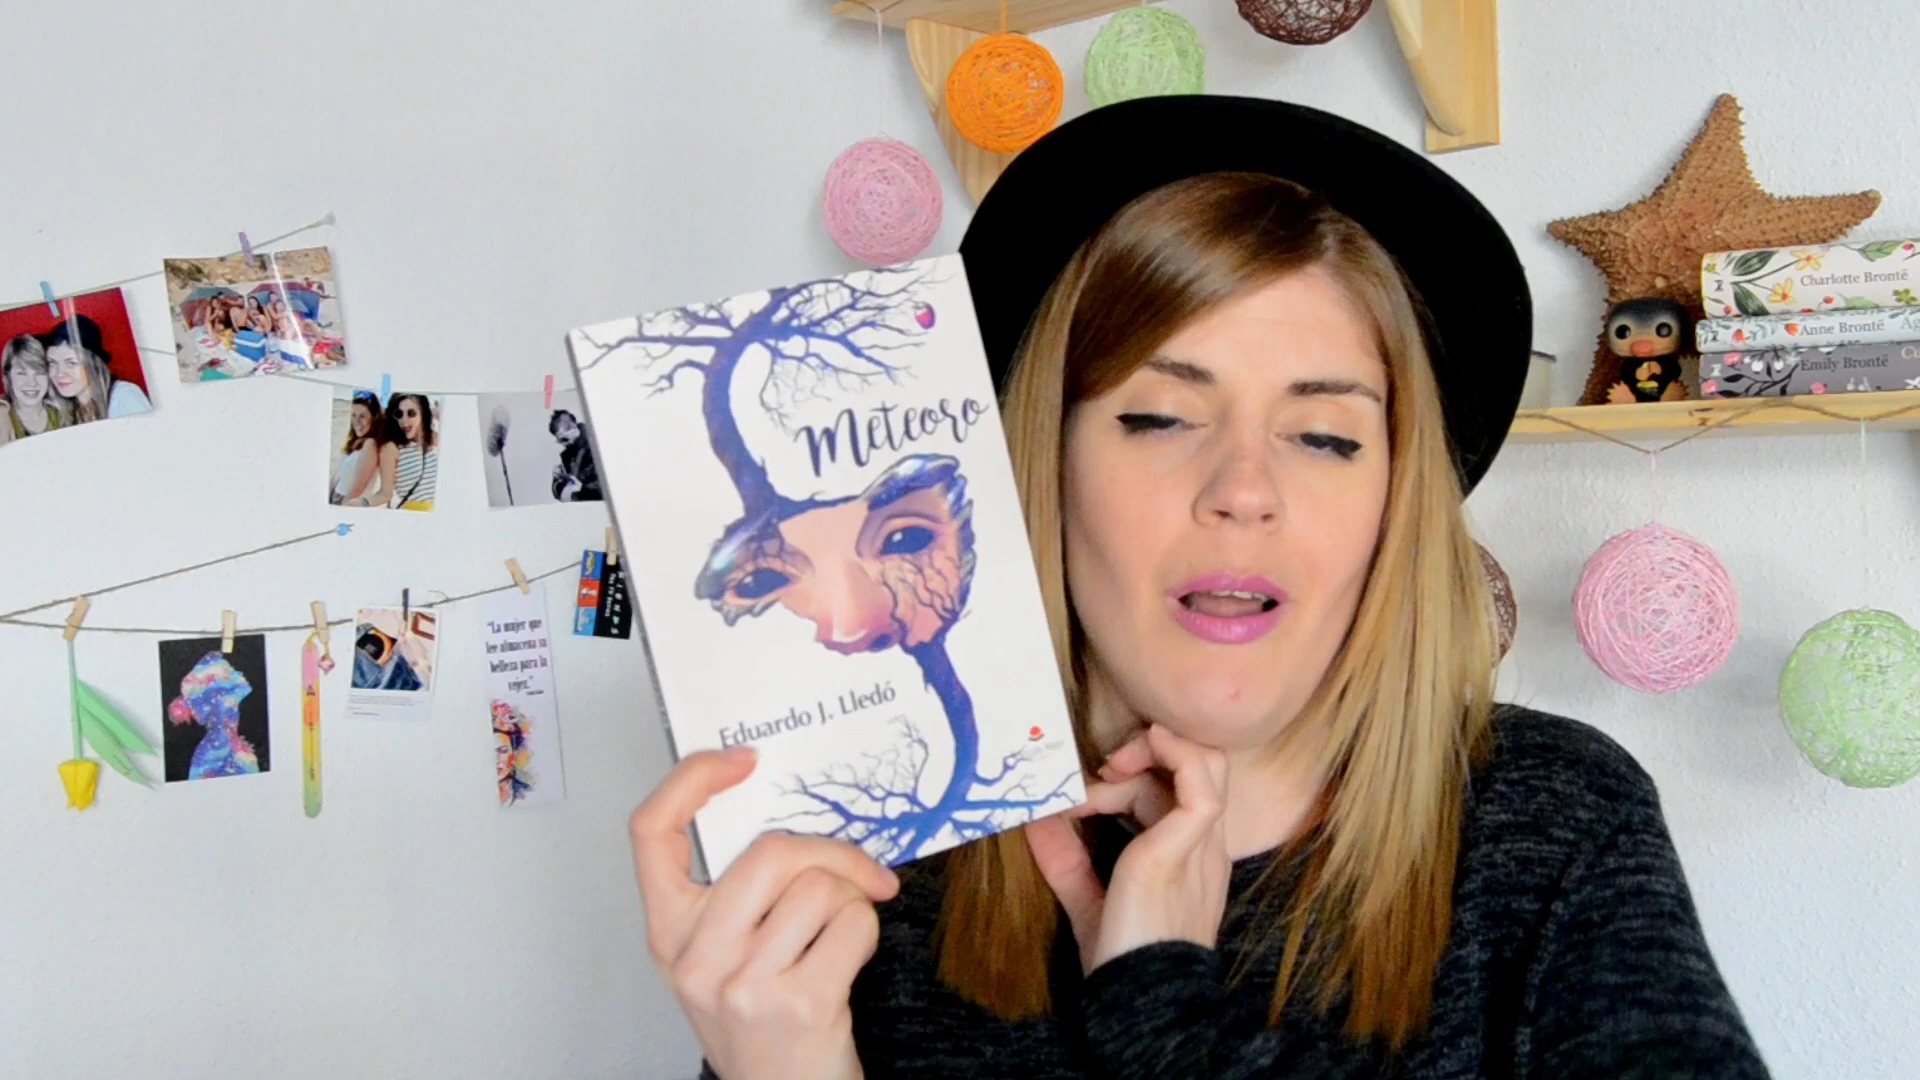 Meteoro
Eduardo J. Lledó
Charlotte Brontë
Anne Brontë
Emily Brontë
"La mujer que
lee almacena su
belleza para la
vejez."